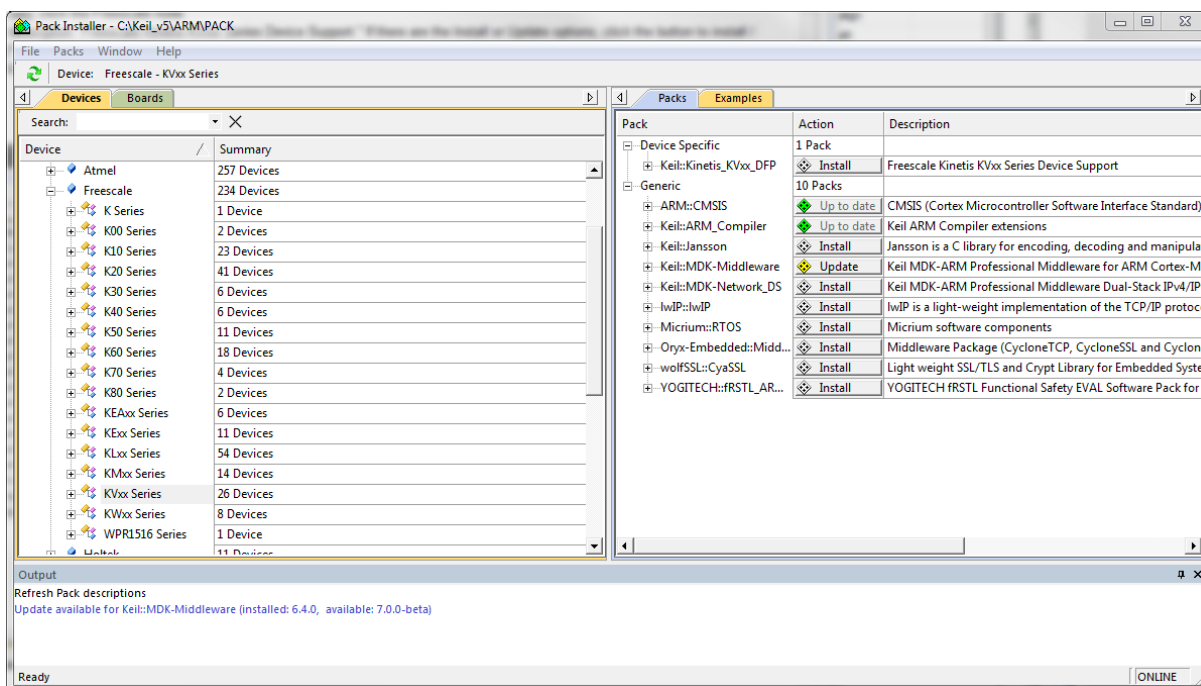 Pack Installer - C:\Keil_v5\ARM\PACK
File Packs Window Help
Device: Freescale - KVxx Series
Devices Boards
Search:
Device / Summary
Atmel 257 Devices
Freescale 234 Devices
K Series 1 Device
K00 Series 2 Devices
K10 Series 23 Devices
K20 Series 41 Devices
K30 Series 6 Devices
K40 Series 6 Devices
K50 Series 11 Devices
K60 Series 18 Devices
K70 Series 4 Devices
K80 Series 2 Devices
KEAxx Series 6 Devices
KExx Series 11 Devices
KLxx Series 54 Devices
KMxx Series 14 Devices
KVxx Series 26 Devices
KWxx Series 8 Devices
WPR1516 Series 1 Device
Holtek 11 Devices
Packs Examples
Pack Action Description
Device Specific 1 Pack
Keil::Kinetis_KVxx_DFP Install Freescale Kinetis KVxx Series Device Support
Generic 10 Packs
ARM::CMSIS Up to date CMSIS (Cortex Microcontroller Software Interface Standard)
Keil::ARM_Compiler Up to date Keil ARM Compiler extensions
Keil::Jansson Install Jansson is a C library for encoding, decoding and manipula
Keil::MDK-Middleware Update Keil MDK-ARM Professional Middleware for ARM Cortex-M
Keil::MDK-Network_DS Install Keil MDK-ARM Professional Middleware Dual-Stack IPv4/IP
lwIP::lwIP Install lwIP is a light-weight implementation of the TCP/IP protoc
Micrium::RTOS Install Micrium software components
Oryx-Embedded::Midd... Install Middleware Package (CycloneTCP, CycloneSSL and Cyclon
wolfSSL::CyaSSL Install Light weight SSL/TLS and Crypt Library for Embedded Syste
YOGITECH::fRSTL_AR... Install YOGITECH fRSTL Functional Safety EVAL Software Pack for
Output
Refresh Pack descriptions
Update available for Keil::MDK-Middleware (installed: 6.4.0, available: 7.0.0-beta)
Ready ONLINE